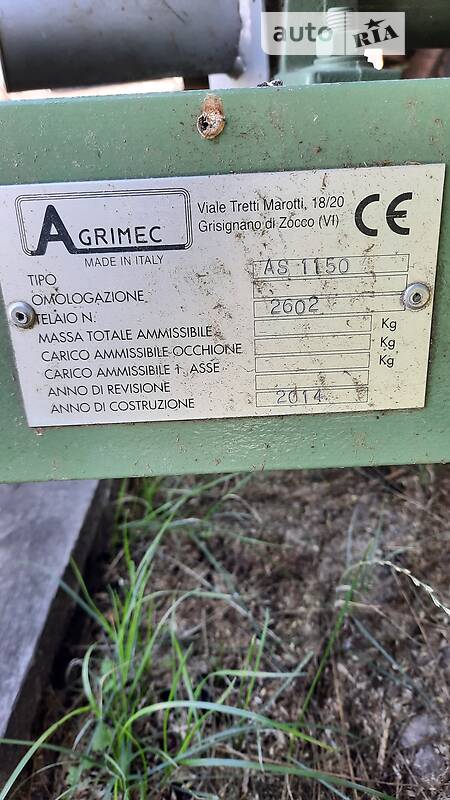 auto RIA
AGRIMEC
MADE IN ITALY
Viale Tretti Marotti, 18/20
Grisignano di Zocco (VI)
CE
TIPO AS 1150
OMOLOGAZIONE
TELAIO N. 2602
MASSA TOTALE AMMISSIBILE Kg
CARICO AMMISSIBILE OCCHIONE Kg
CARICO AMMISSIBILE 1 ASSE Kg
ANNO DI REVISIONE
ANNO DI COSTRUZIONE 2014